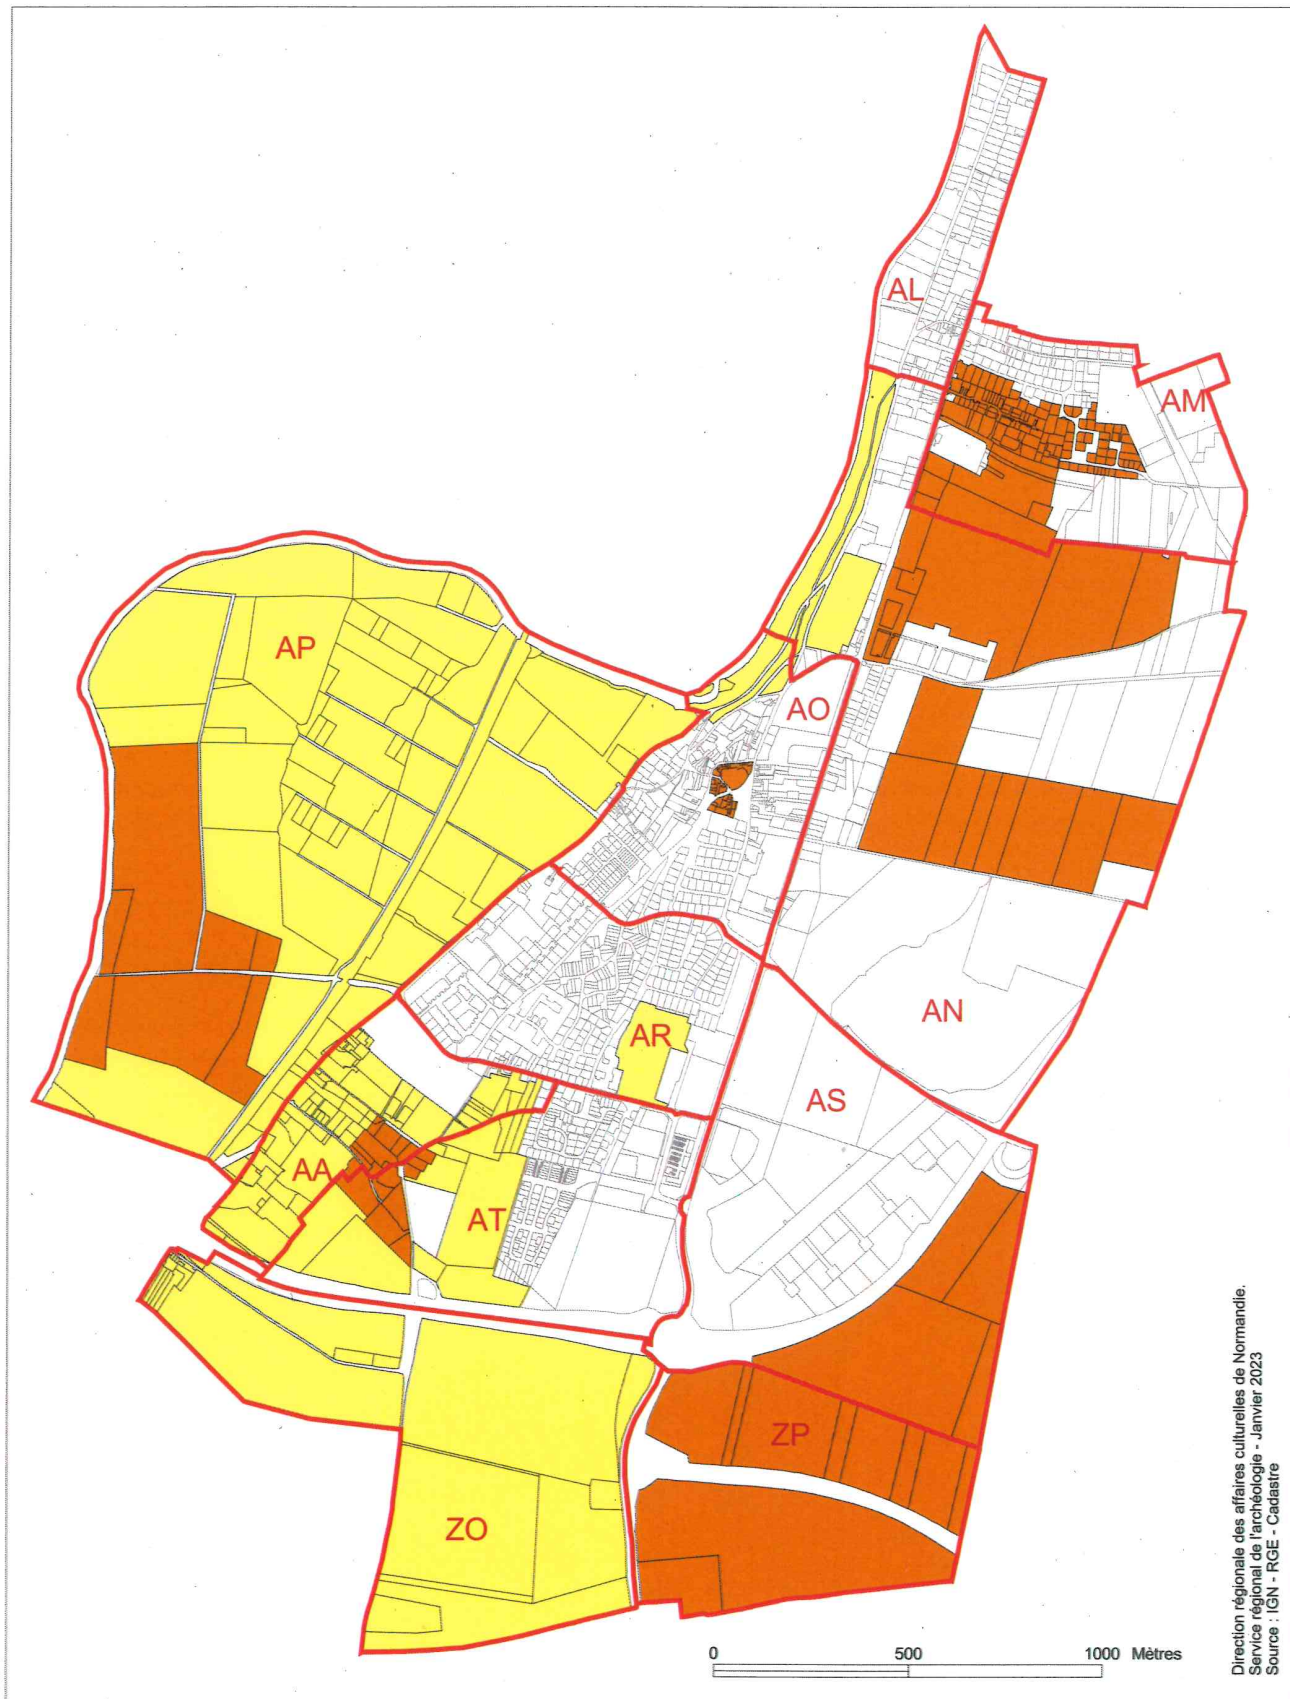 AL
AM
AP
AO
AN
AR
AS
AA
AT
ZP
ZO
0 500 1000 Mètres
Direction régionale des affaires culturelles de Normandie.
Service régional de l'archéologie - Janvier 2023
Source : IGN - RGE - Cadastre